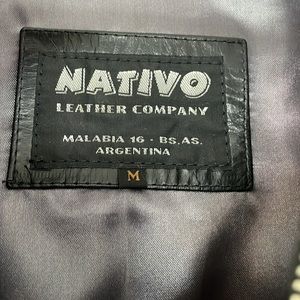 NATIVO
LEATHER COMPANY
MALABIA 16 - BS.AS.
ARGENTINA
M